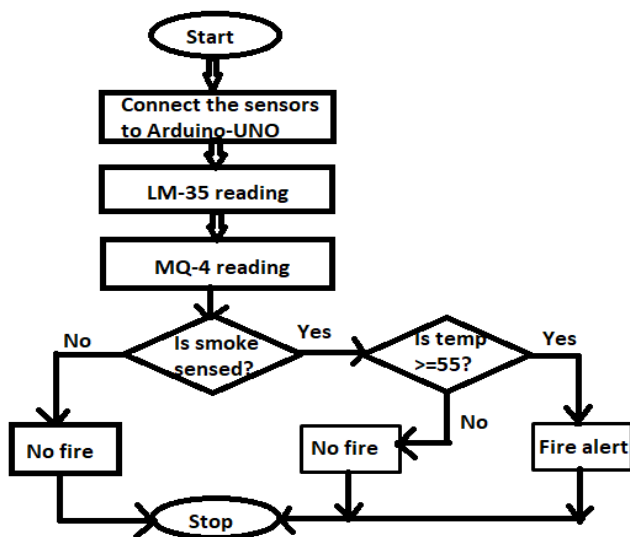 Start
Connect the sensors
to Arduino-UNO
LM-35 reading
MQ-4 reading
No
Is smoke
sensed?
Yes
Is temp
>=55?
Yes
No
No fire
No fire
Fire alert
Stop